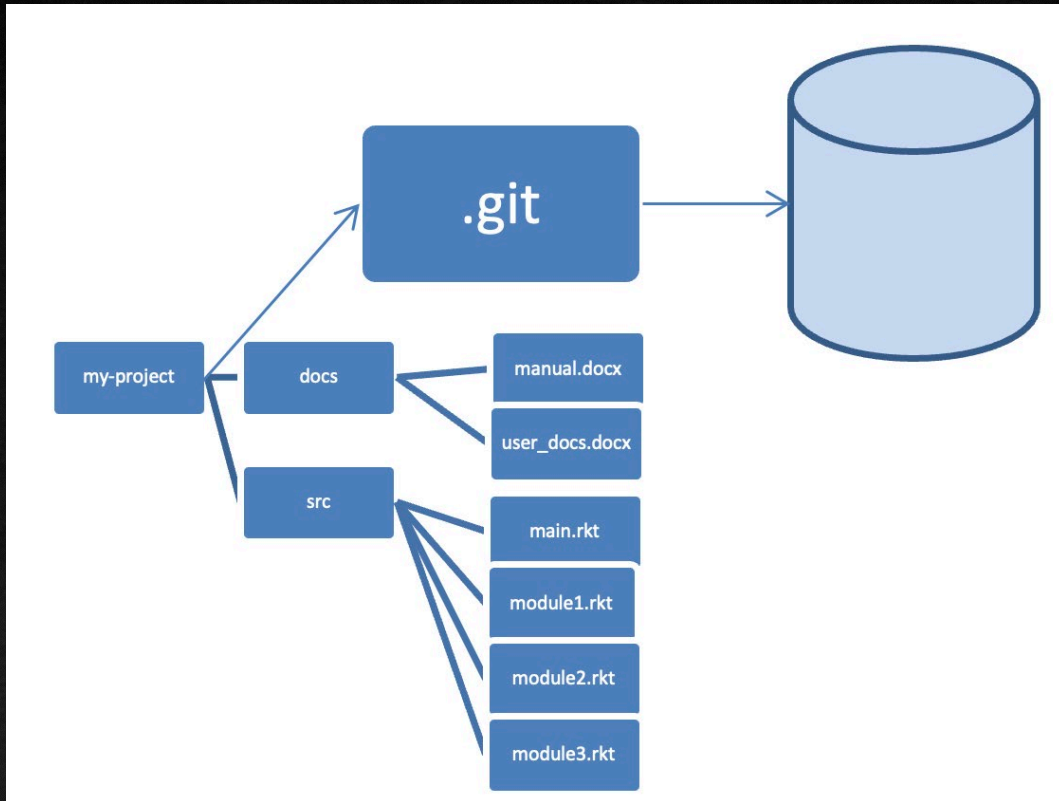 .git
my-project
docs
manual.docx
user_docs.docx
src
main.rkt
module1.rkt
module2.rkt
module3.rkt